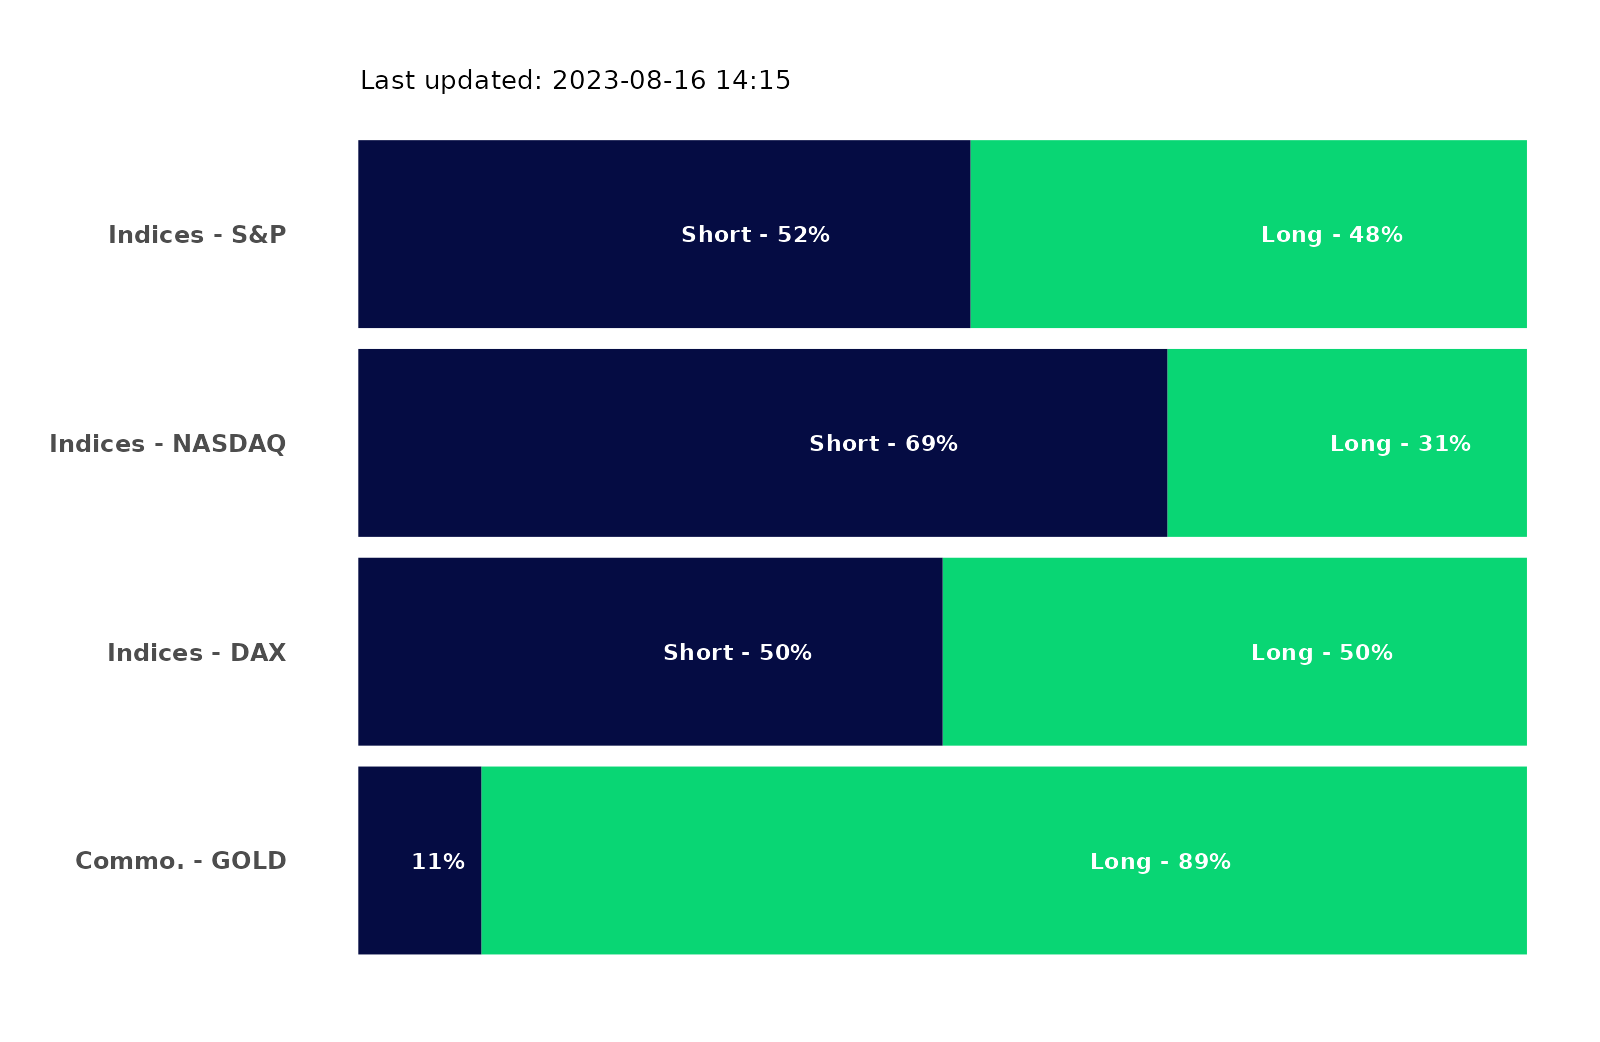 Last updated: 2023-08-16 14:15
Indices - S&P
Short - 52%
Long - 48%
Indices - NASDAQ
Short - 69%
Long - 31%
Indices - DAX
Short - 50%
Long - 50%
Commo. - GOLD
11%
Long - 89%